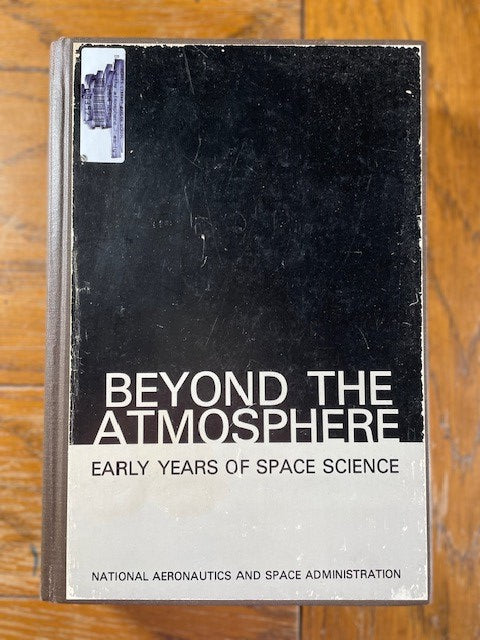 BEYOND THE
ATMOSPHERE
EARLY YEARS OF SPACE SCIENCE
NATIONAL AERONAUTICS AND SPACE ADMINISTRATION